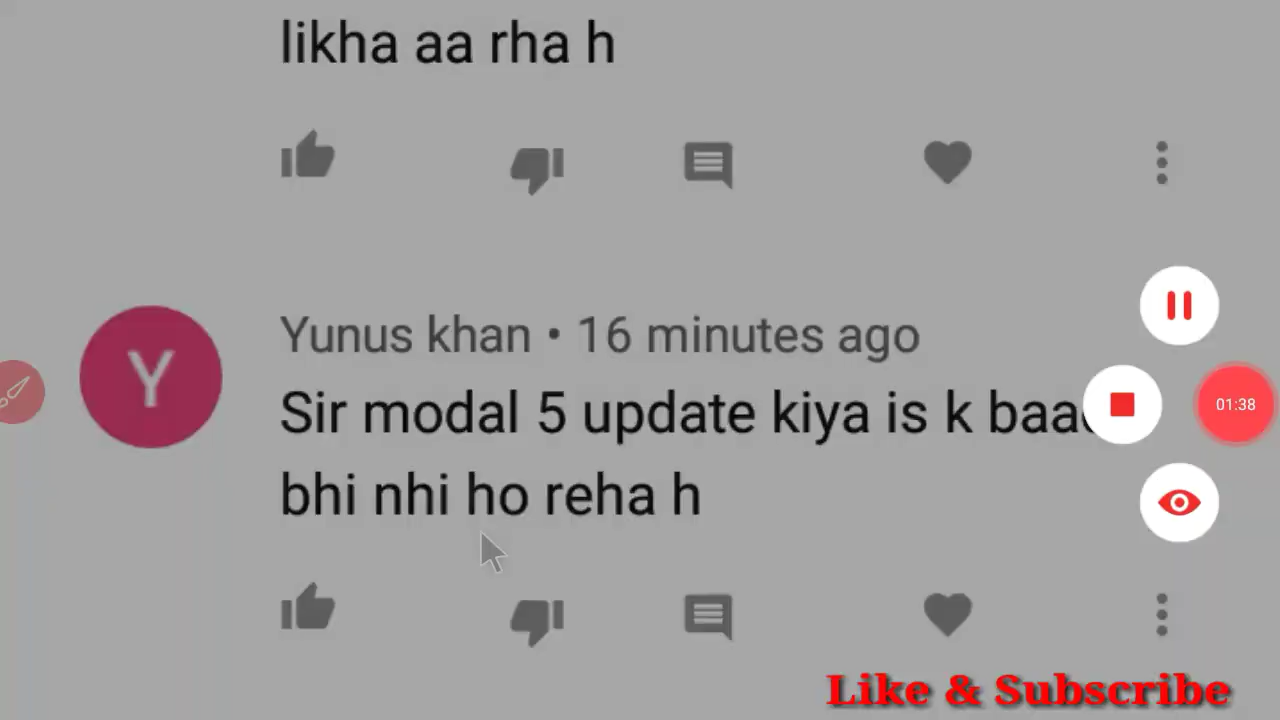 likha aa rha h
Yunus khan • 16 minutes ago
Y
Sir modal 5 update kiya is k baad
01:38
bhi nhi ho reha h
Like & Subscribe